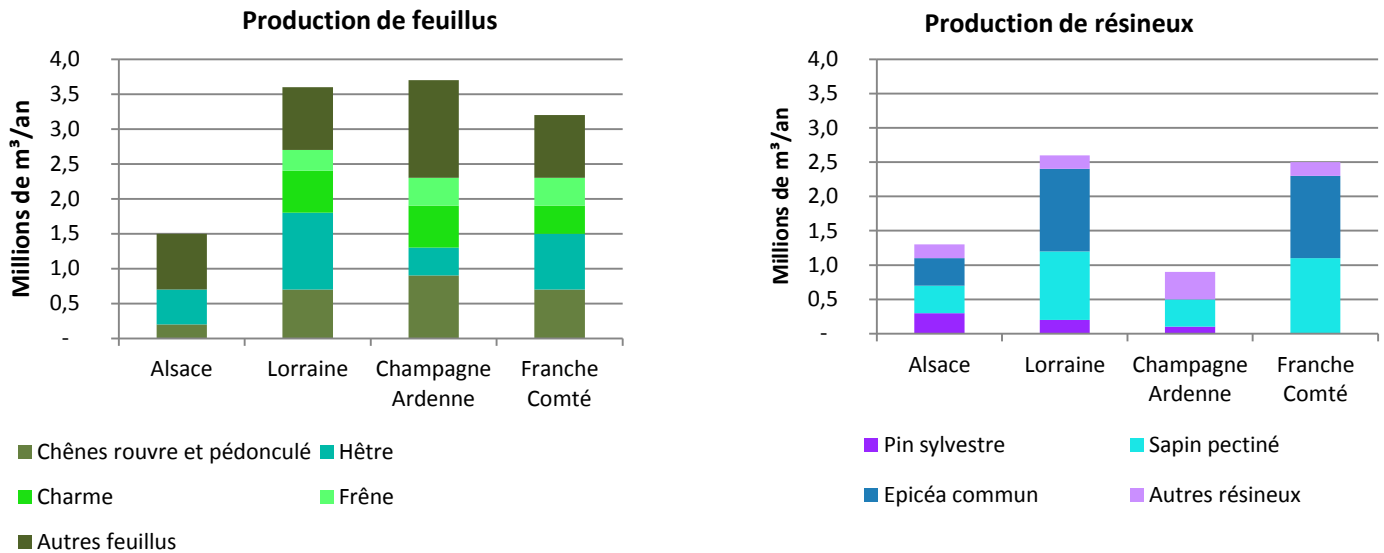 Production de feuillus
Millions de m³/an
4,0
3,5
3,0
2,5
2,0
1,5
1,0
0,5
-
Alsace
Lorraine
Champagne
Ardenne
Franche
Comté
Chênes rouvre et pédonculé
Hêtre
Charme
Frêne
Autres feuillus
Production de résineux
Millions de m³/an
4,0
3,5
3,0
2,5
2,0
1,5
1,0
0,5
-
Alsace
Lorraine
Champagne
Ardenne
Franche
Comté
Pin sylvestre
Sapin pectiné
Epicéa commun
Autres résineux